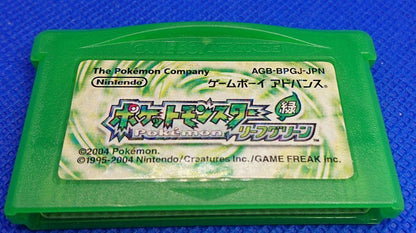 The Pokémon Company AGB-BPGJ-JPN
Nintendo ゲームボーイ アドバンス
ポケットモンスター 緑
Pokémon リーフグリーン
©2004 Pokémon.
©1995-2004 Nintendo/Creatures Inc./GAME FREAK inc.